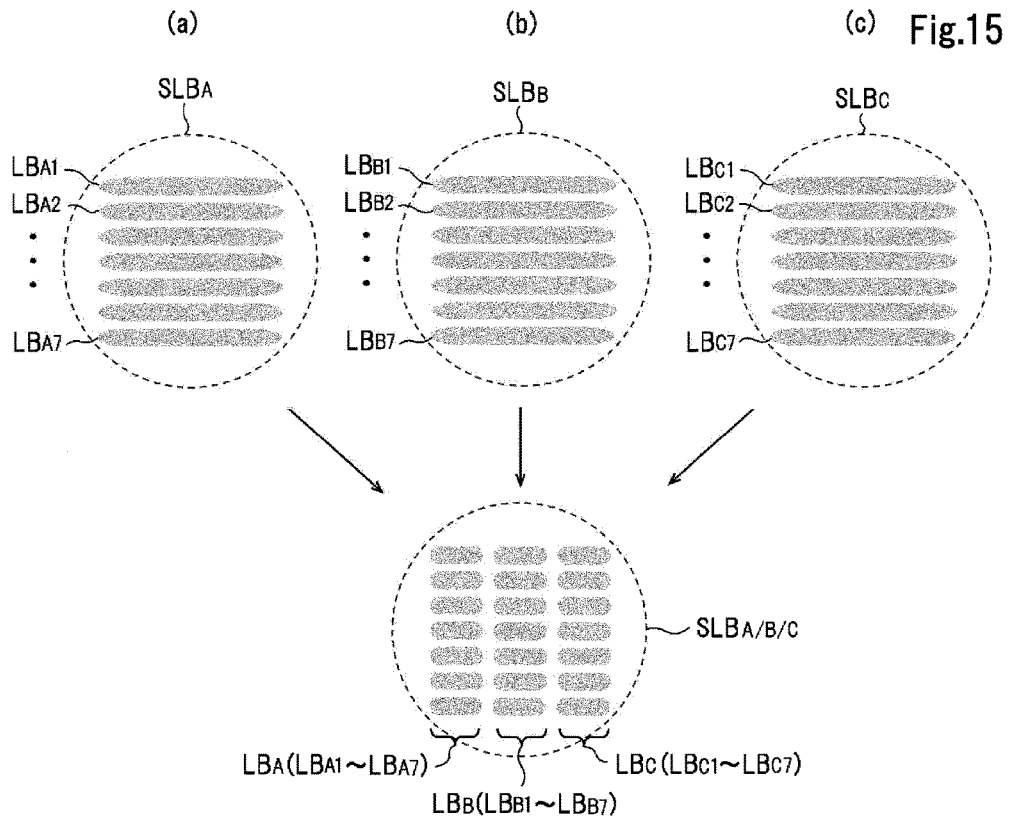 (a) (b) (c) Fig.15
SLBA SLBB SLBC
LBA1 LBB1 LBC1
LBA2 LBB2 LBC2
LBA7 LBB7 LBC7
SLBA/B/C
LBA(LBA1~LBA7) LBC(LBC1~LBC7)
LBB(LBB1~LBB7)